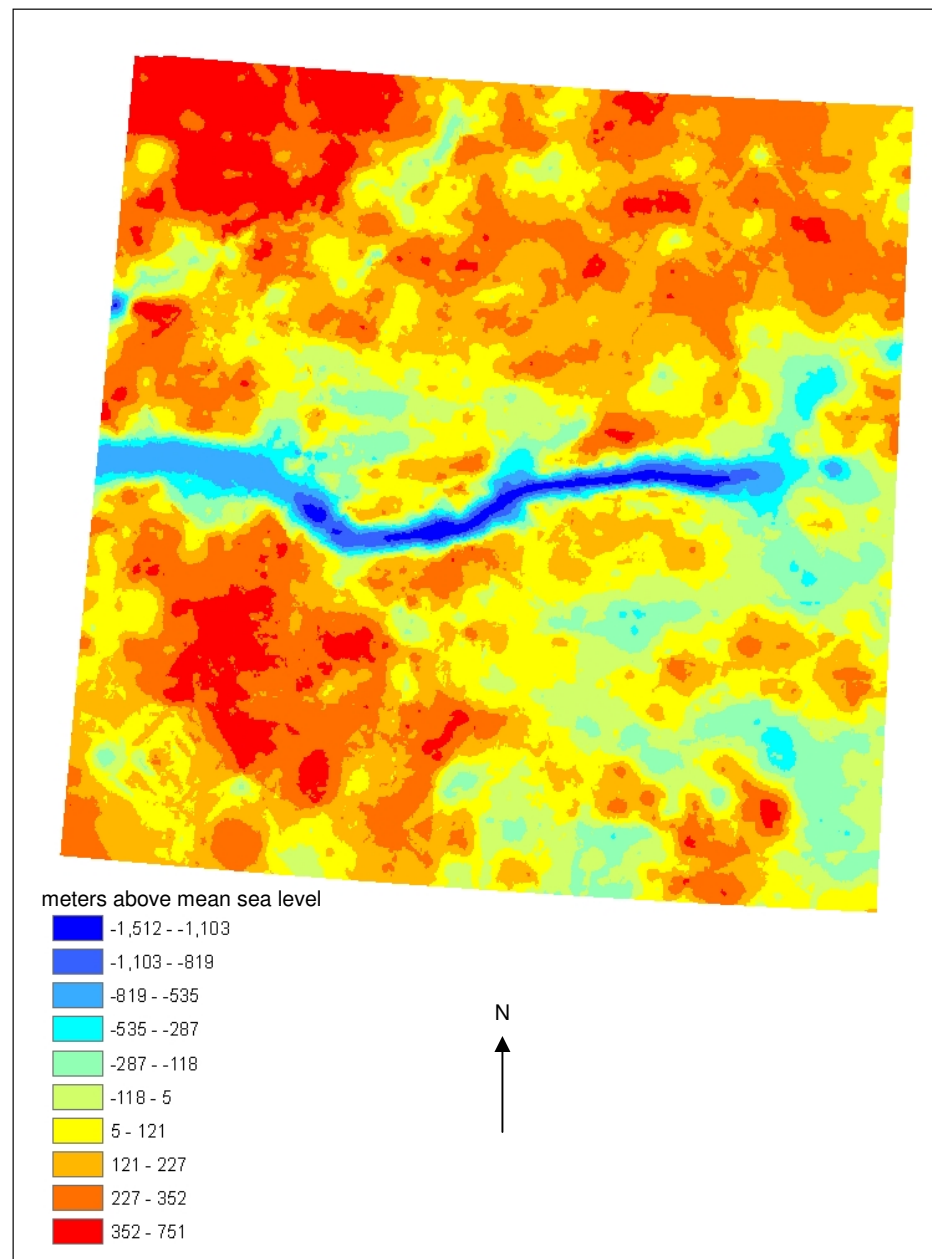 meters above mean sea level
-1,512 - -1,103
-1,103 - -819
-819 - -535
-535 - -287
-287 - -118
-118 - 5
5 - 121
121 - 227
227 - 352
352 - 751
N